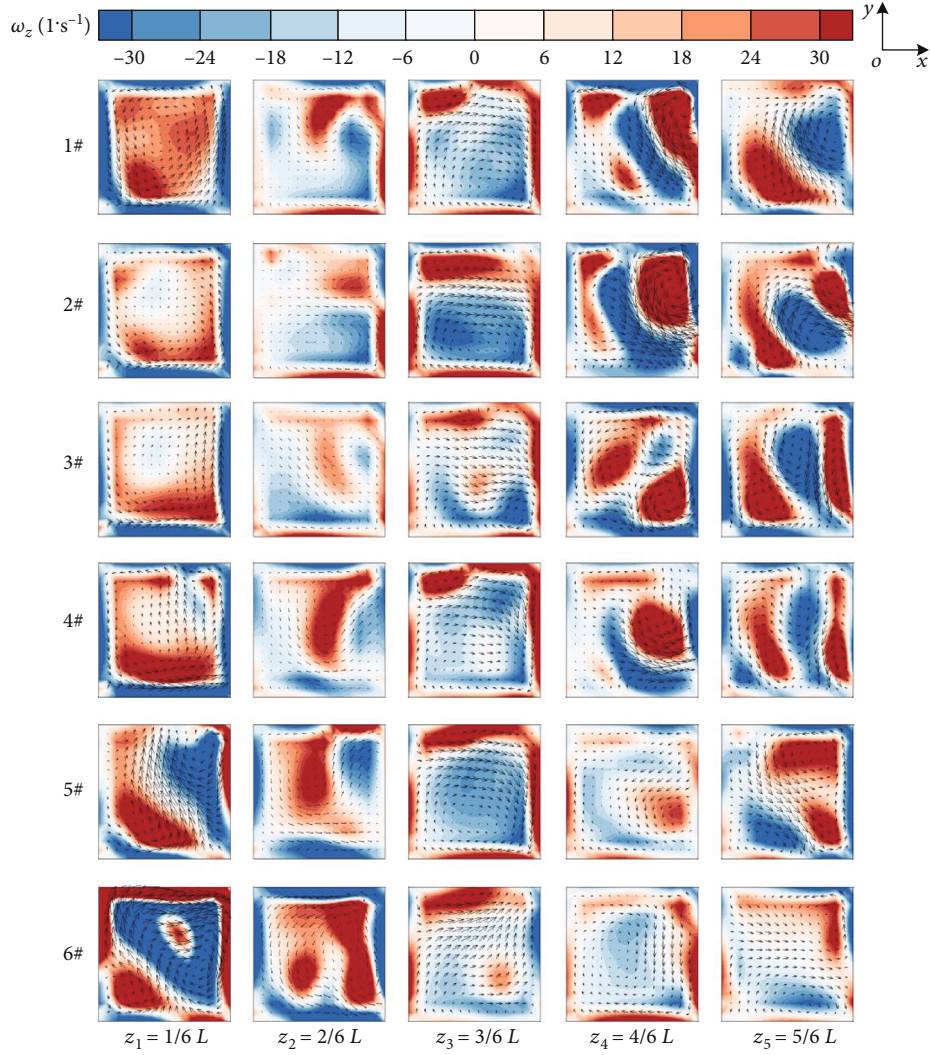 ω_z (1·s⁻¹)
−30 −24 −18 −12 −6 0 6 12 18 24 30
y
o x
1#
2#
3#
4#
5#
6#
z₁ = 1/6 L z₂ = 2/6 L z₃ = 3/6 L z₄ = 4/6 L z₅ = 5/6 L